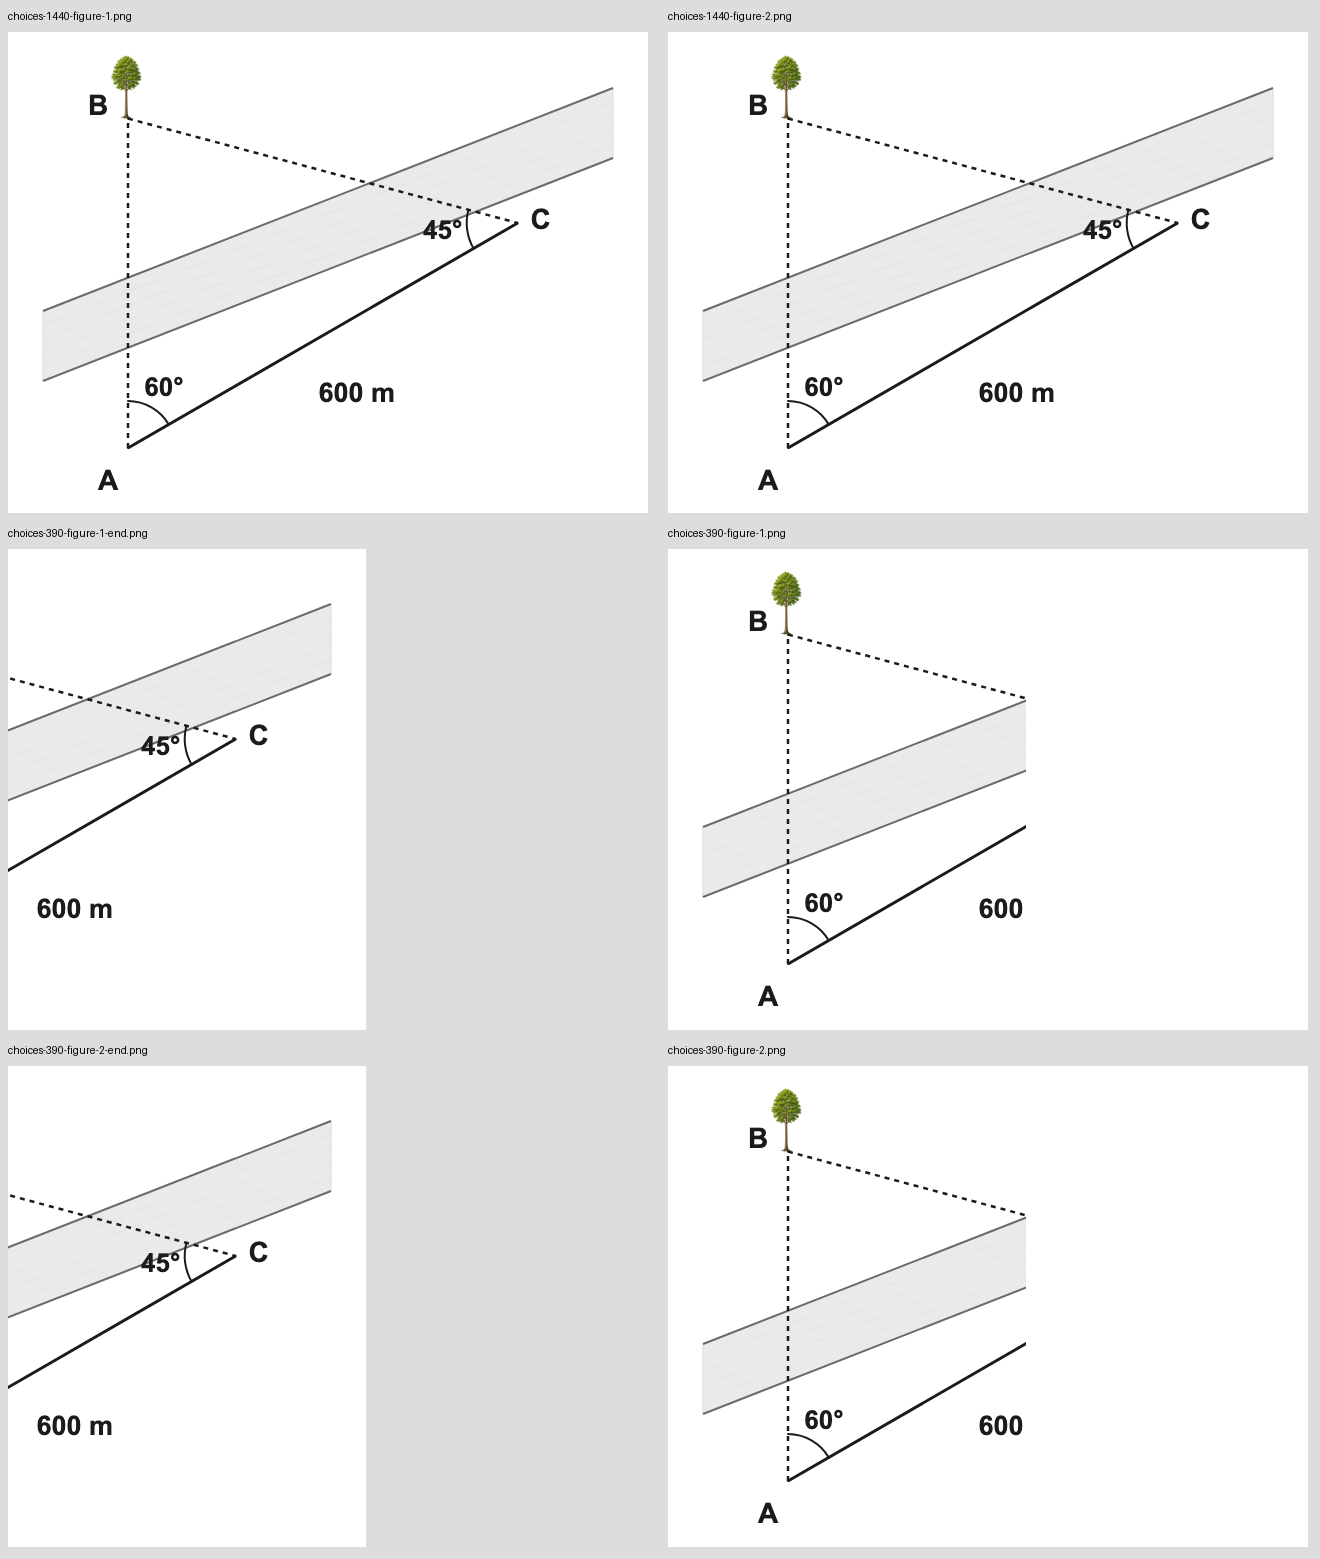 choices-1440-figure-1.png
B
45°
C
60°
600 m
A
choices-1440-figure-2.png
B
45°
C
60°
600 m
A
choices-390-figure-1-end.png
45°
C
600 m
choices-390-figure-1.png
B
60°
600
A
choices-390-figure-2-end.png
45°
C
600 m
choices-390-figure-2.png
B
60°
600
A